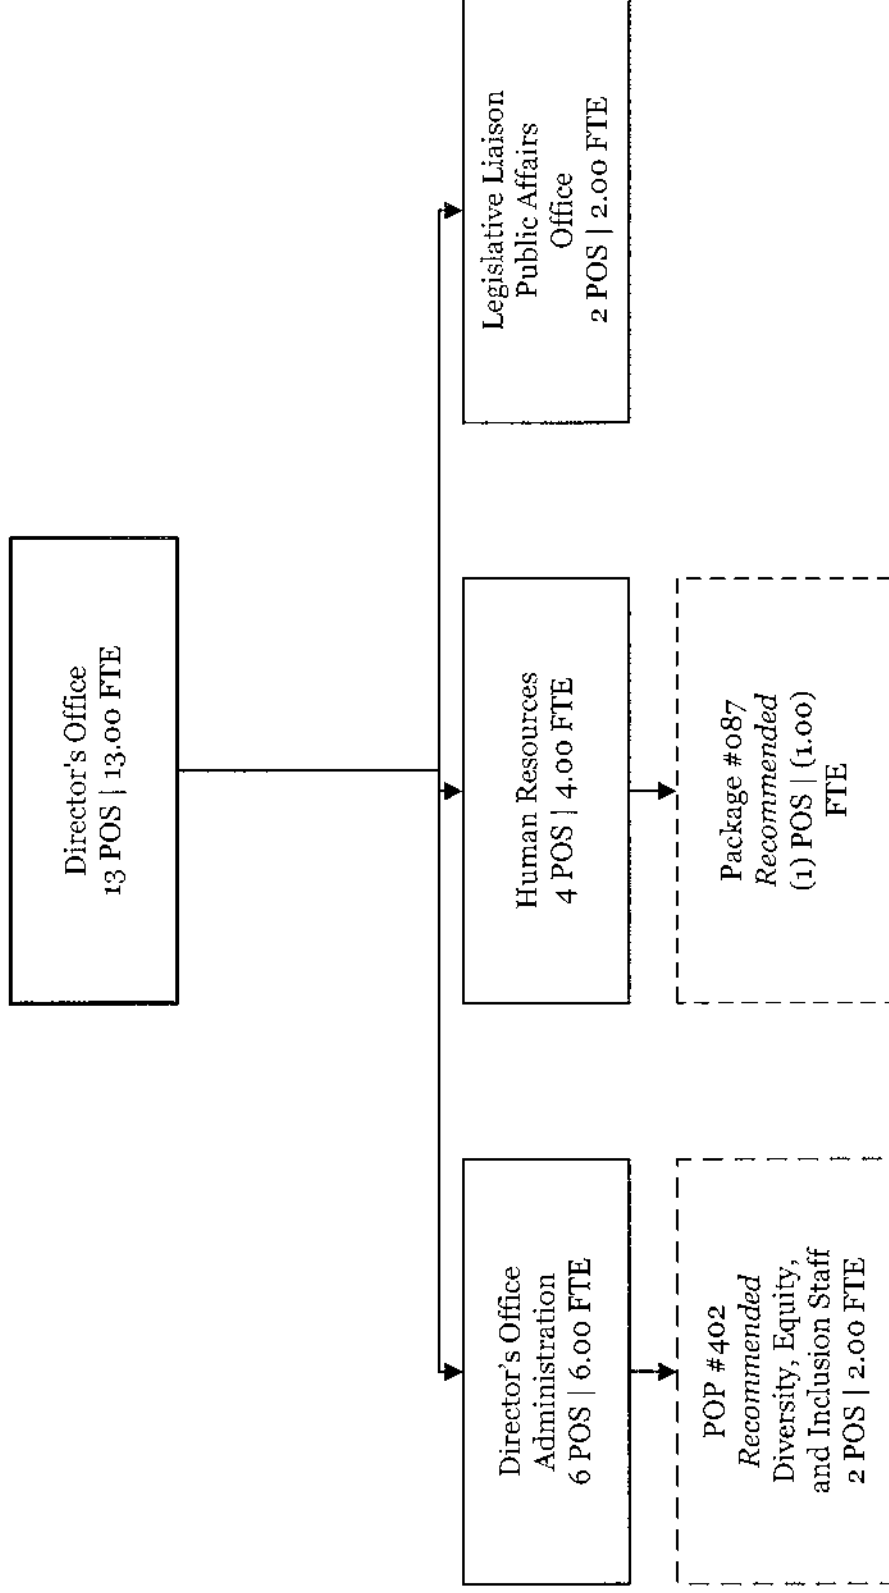 Director's Office
13 POS | 13.00 FTE
Director's Office
Administration
6 POS | 6.00 FTE
Human Resources
4 POS | 4.00 FTE
Legislative Liaison
Public Affairs
Office
2 POS | 2.00 FTE
POP #402
Recommended
Diversity, Equity,
and Inclusion Staff
2 POS | 2.00 FTE
Package #087
Recommended
(1) POS | (1.00)
FTE